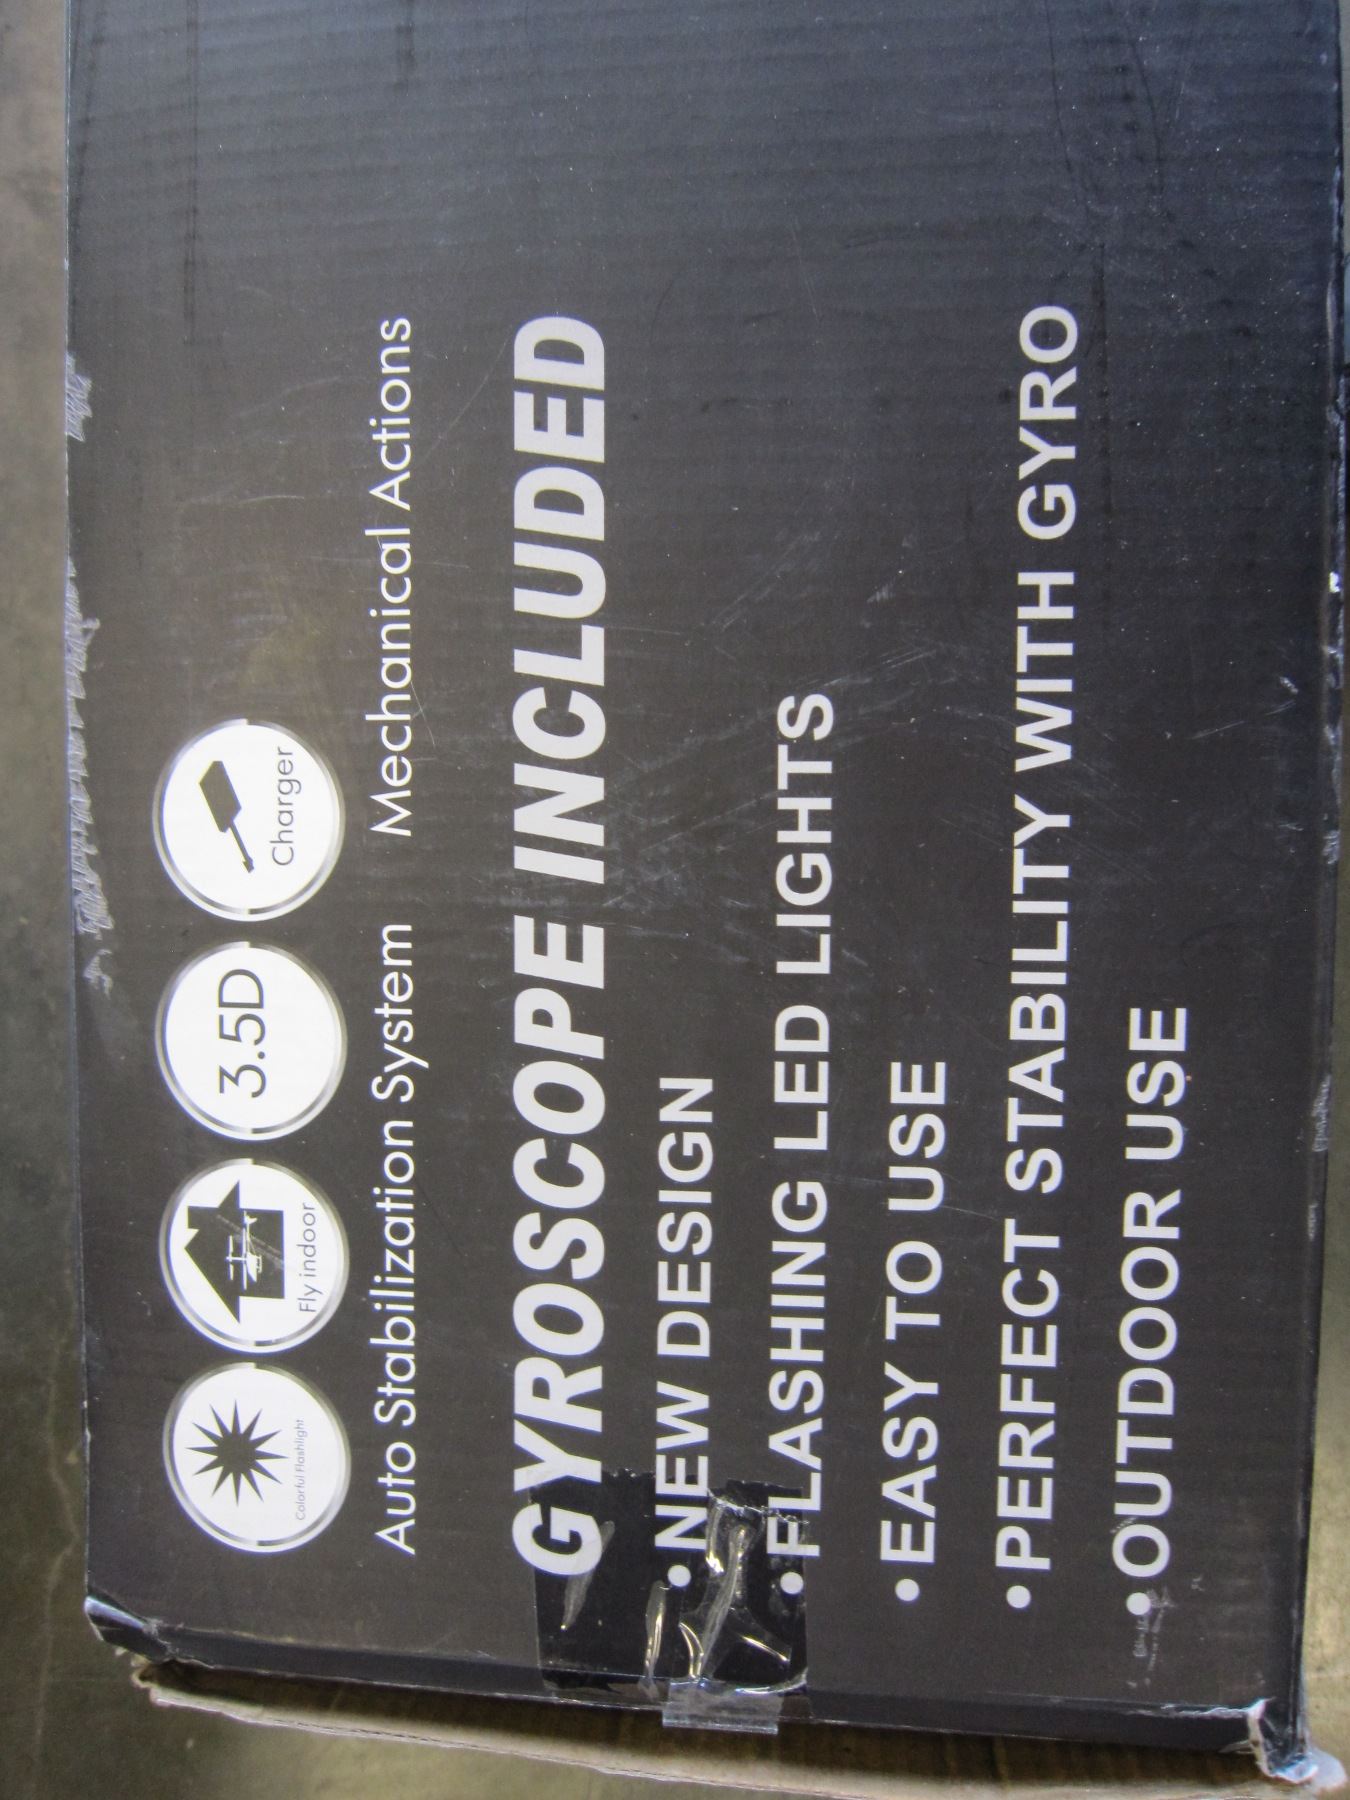 Colorful Flashlight
Fly indoor
3.5D
Charger
Auto Stabilization System Mechanical Actions
GYROSCOPE INCLUDED
• NEW DESIGN
• FLASHING LED LIGHTS
• EASY TO USE
• PERFECT STABILITY WITH GYRO
• OUTDOOR USE